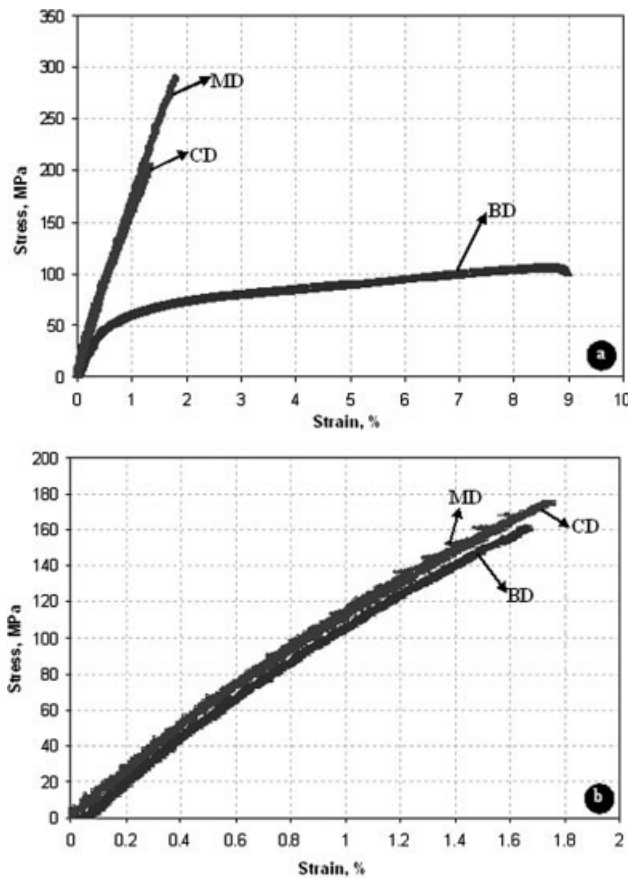 350
300
MD
250
CD
200
Stress, MPa
BD
150
100
50
0
a
0 1 2 3 4 5 6 7 8 9 10
Strain, %
200
180
MD
160
CD
140
BD
120
Stress, MPa
100
80
60
40
20
0
b
0 0.2 0.4 0.6 0.8 1 1.2 1.4 1.6 1.8 2
Strain, %